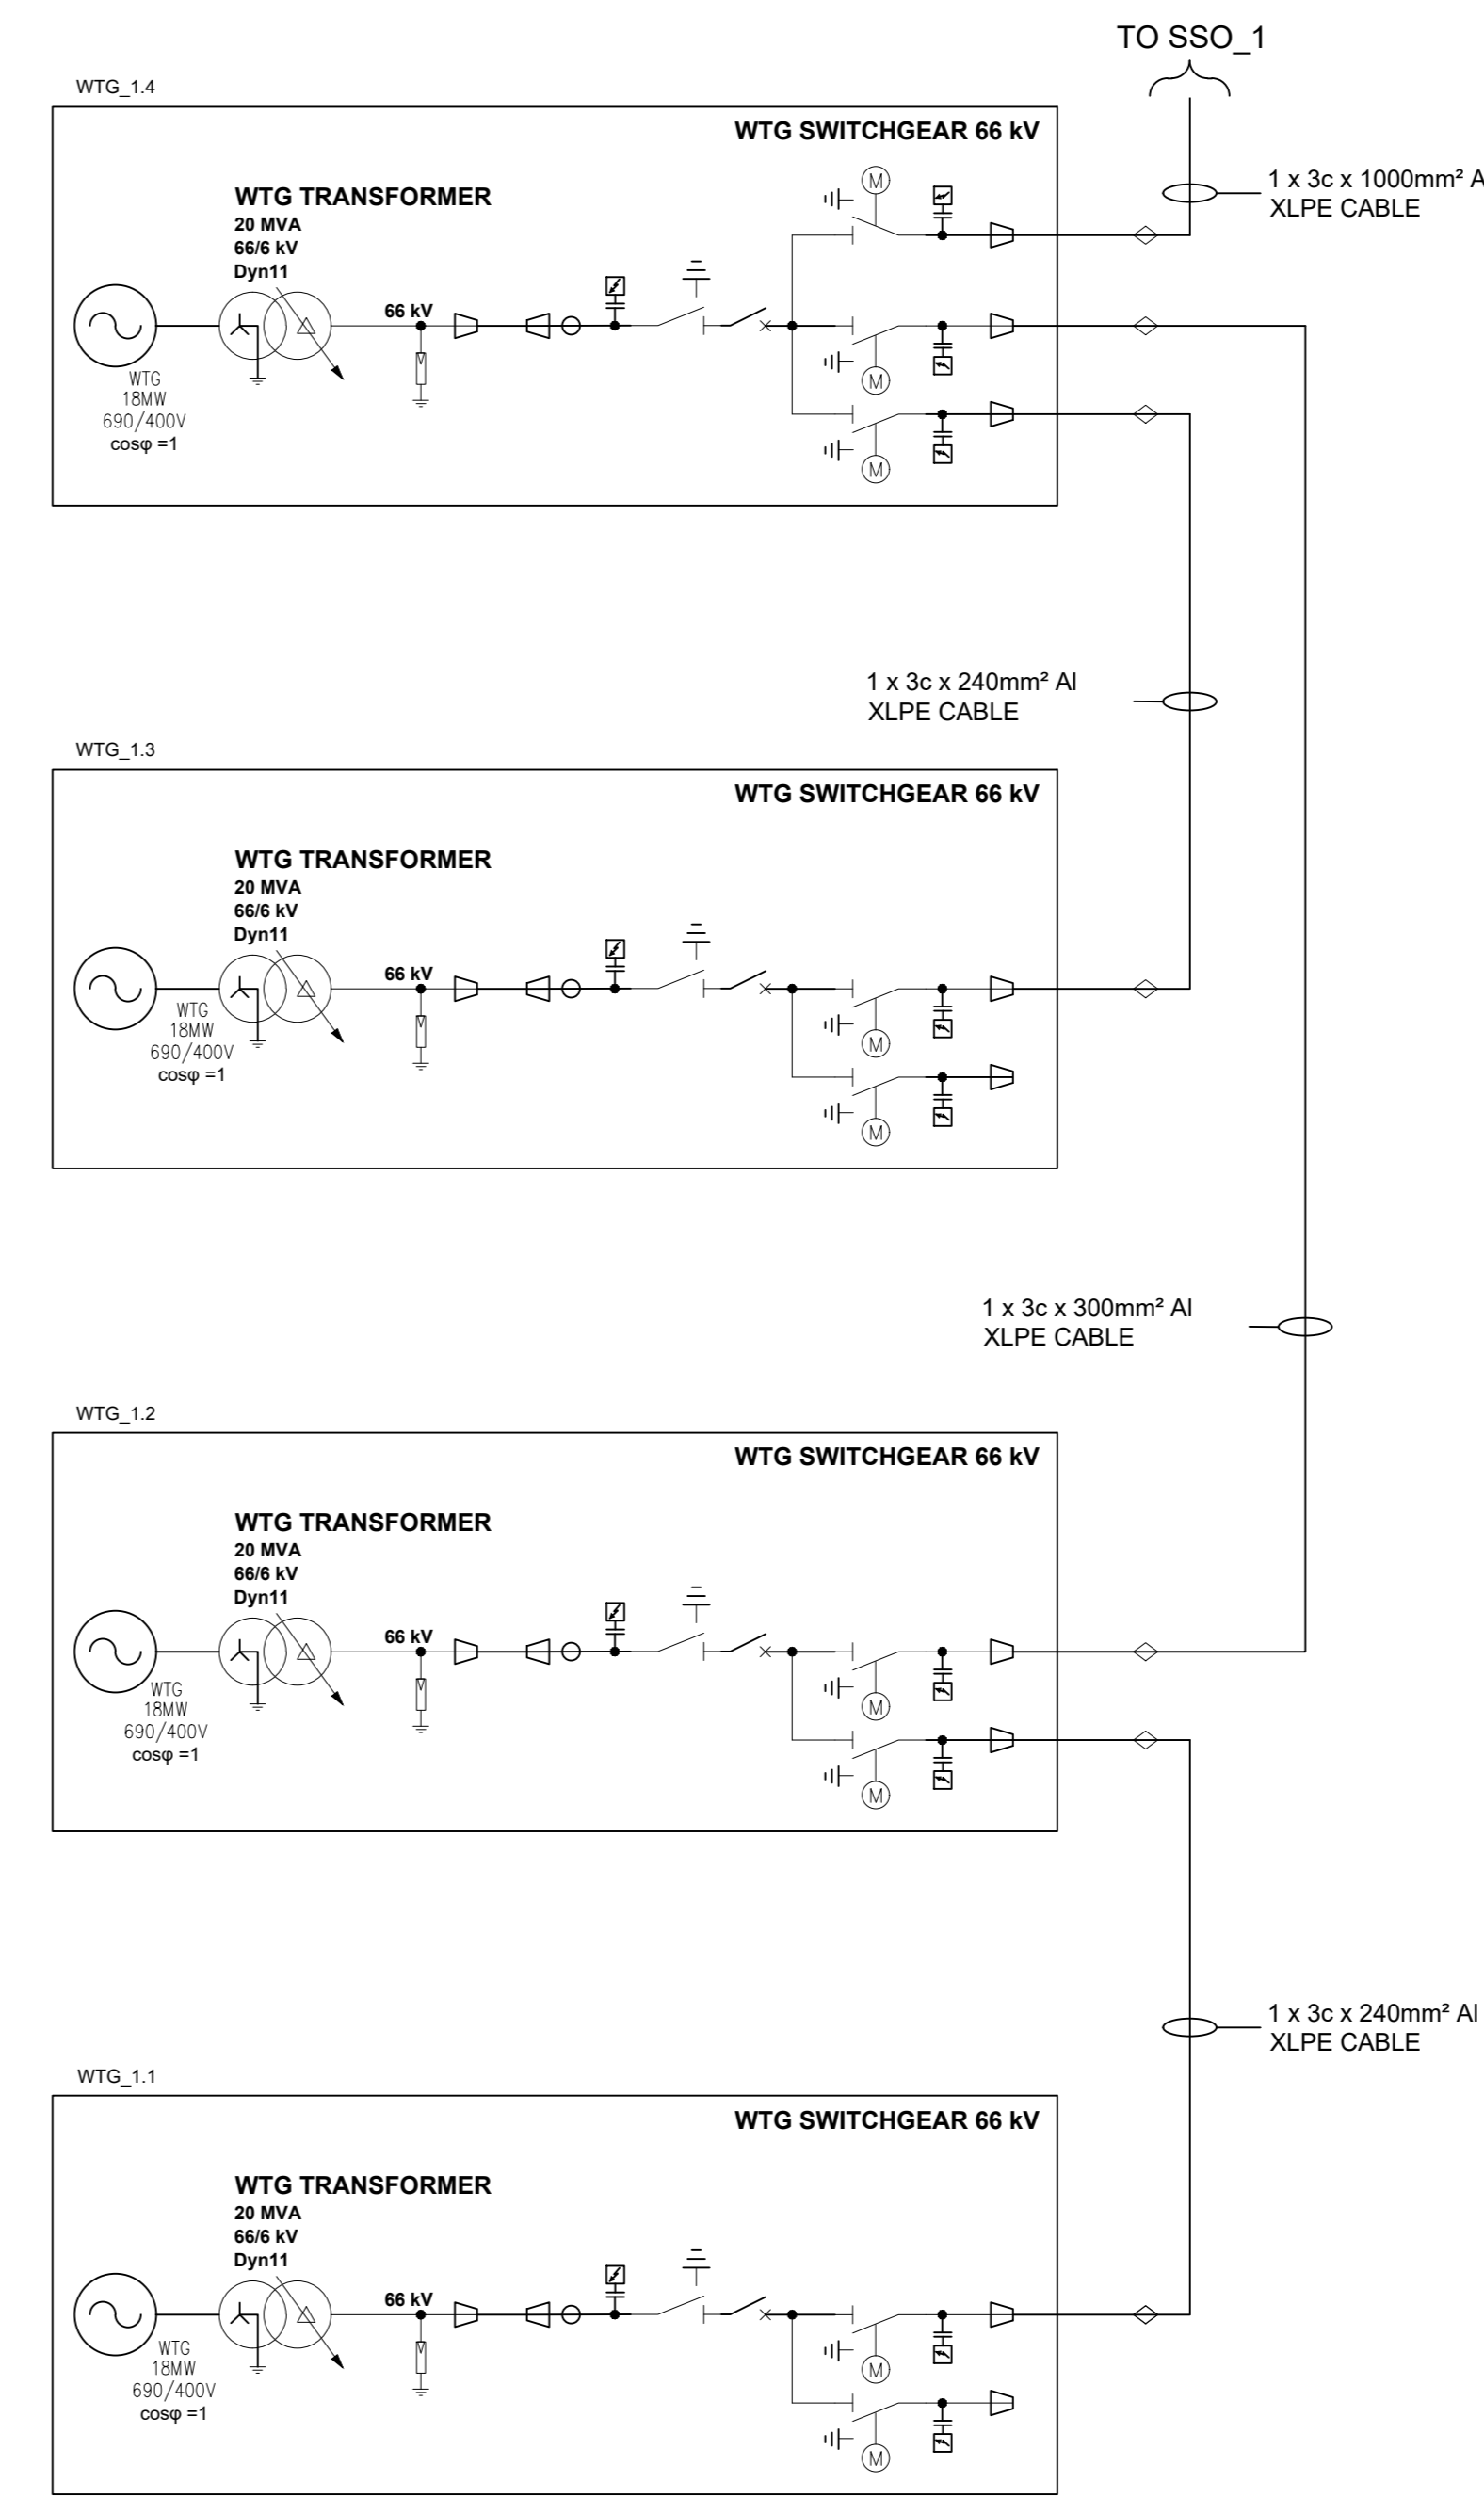 TO SSO_1
WTG_1.4
WTG SWITCHGEAR 66 kV
1 x 3c x 1000mm² A
XLPE CABLE
WTG TRANSFORMER
20 MVA
66/6 kV
Dyn11
66 kV
WTG
18MW
690/400V
cosφ =1
M
M
M
1 x 3c x 240mm² Al
XLPE CABLE
WTG_1.3
WTG SWITCHGEAR 66 kV
WTG TRANSFORMER
20 MVA
66/6 kV
Dyn11
66 kV
WTG
18MW
690/400V
cosφ =1
M
M
1 x 3c x 300mm² Al
XLPE CABLE
WTG_1.2
WTG SWITCHGEAR 66 kV
WTG TRANSFORMER
20 MVA
66/6 kV
Dyn11
66 kV
WTG
18MW
690/400V
cosφ =1
M
M
1 x 3c x 240mm² Al
XLPE CABLE
WTG_1.1
WTG SWITCHGEAR 66 kV
WTG TRANSFORMER
20 MVA
66/6 kV
Dyn11
66 kV
WTG
18MW
690/400V
cosφ =1
M
M